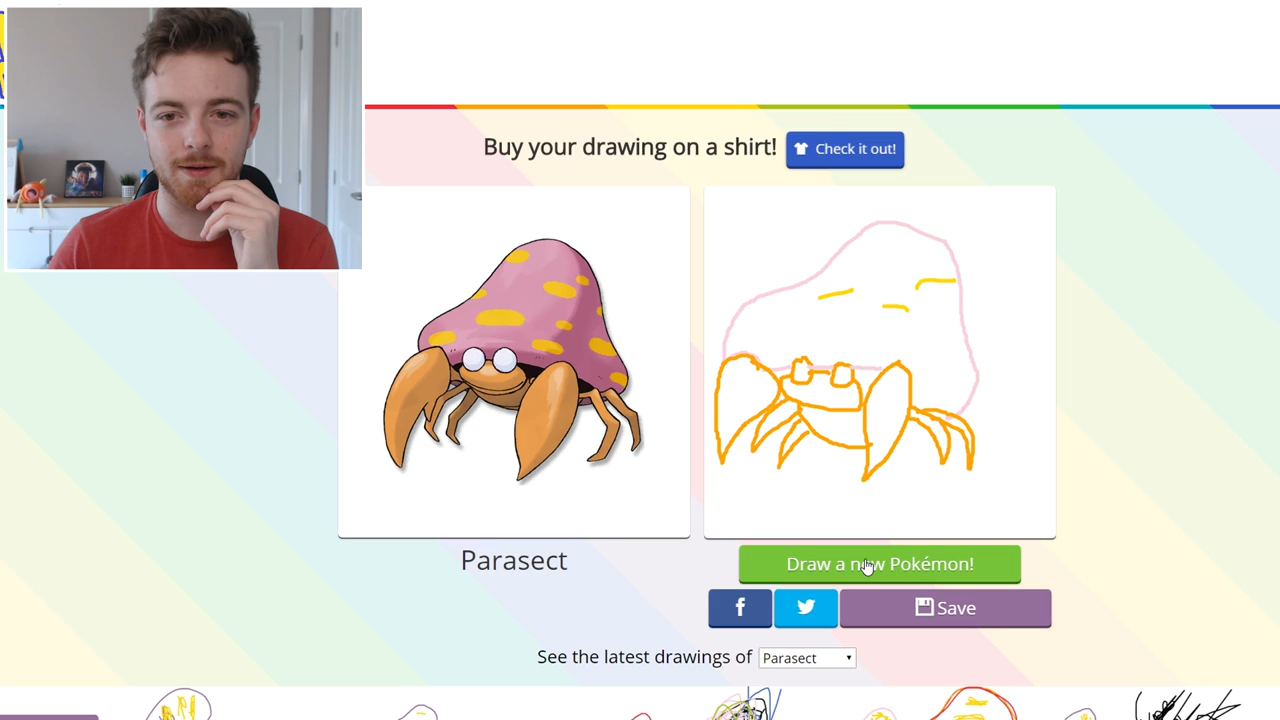 Buy your drawing on a shirt! Check it out!
Parasect
Draw a new Pokémon!
f Save
See the latest drawings of Parasect